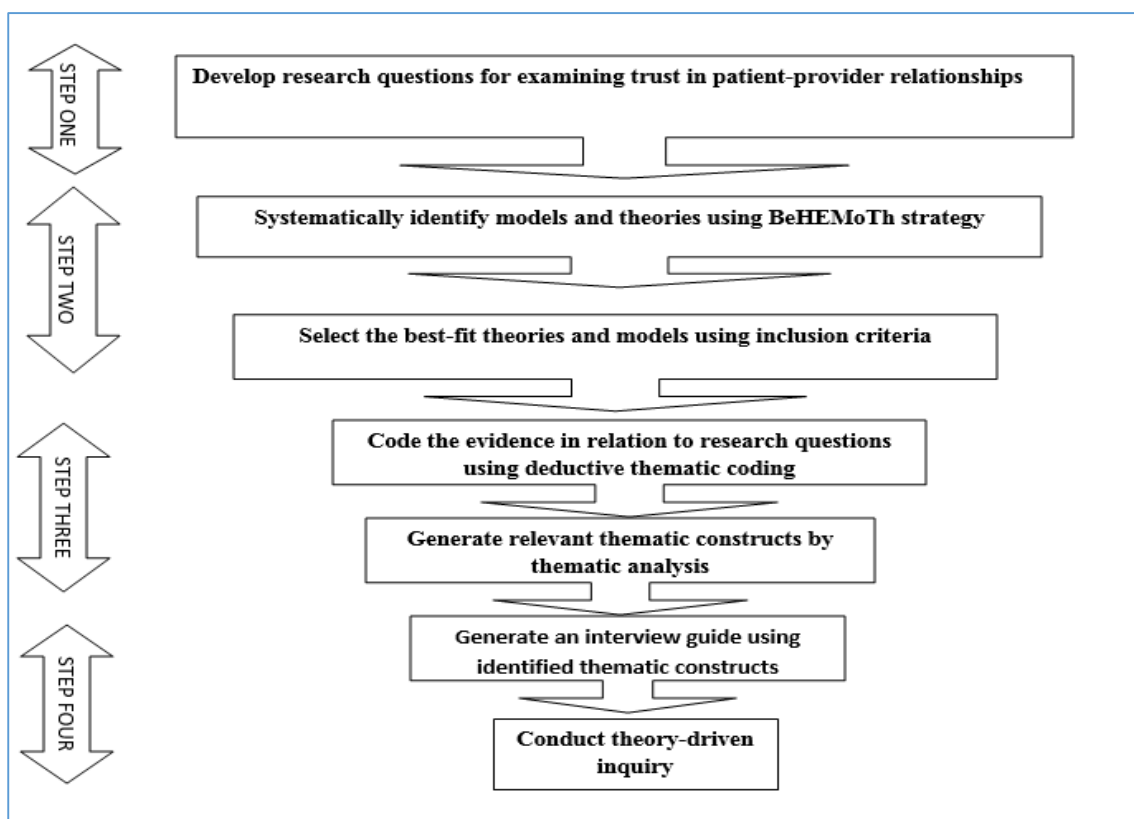 STEP ONE
Develop research questions for examining trust in patient-provider relationships
STEP TWO
Systematically identify models and theories using BeHEMoTh strategy
Select the best-fit theories and models using inclusion criteria
STEP THREE
Code the evidence in relation to research questions
using deductive thematic coding
Generate relevant thematic constructs by
thematic analysis
STEP FOUR
Generate an interview guide using
identified thematic constructs
Conduct theory-driven
inquiry